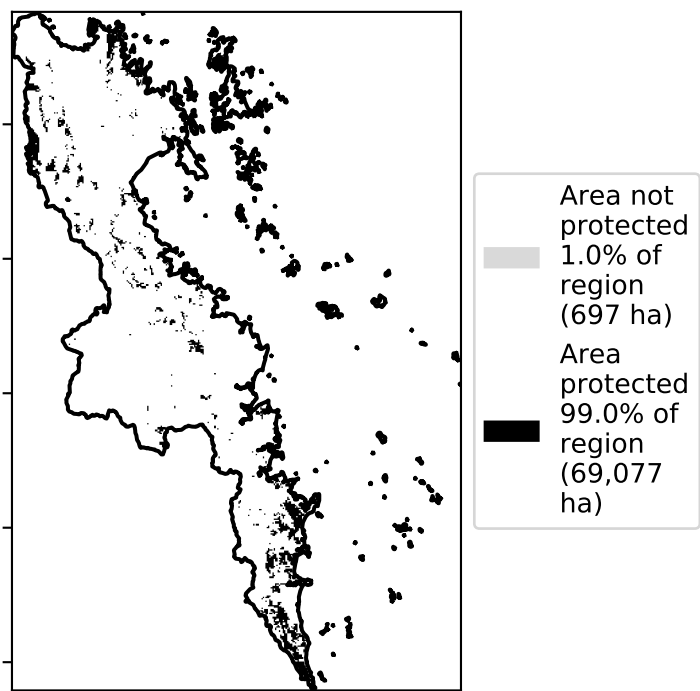 Area not
protected
1.0% of
region
(697 ha)
Area
protected
99.0% of
region
(69,077
ha)